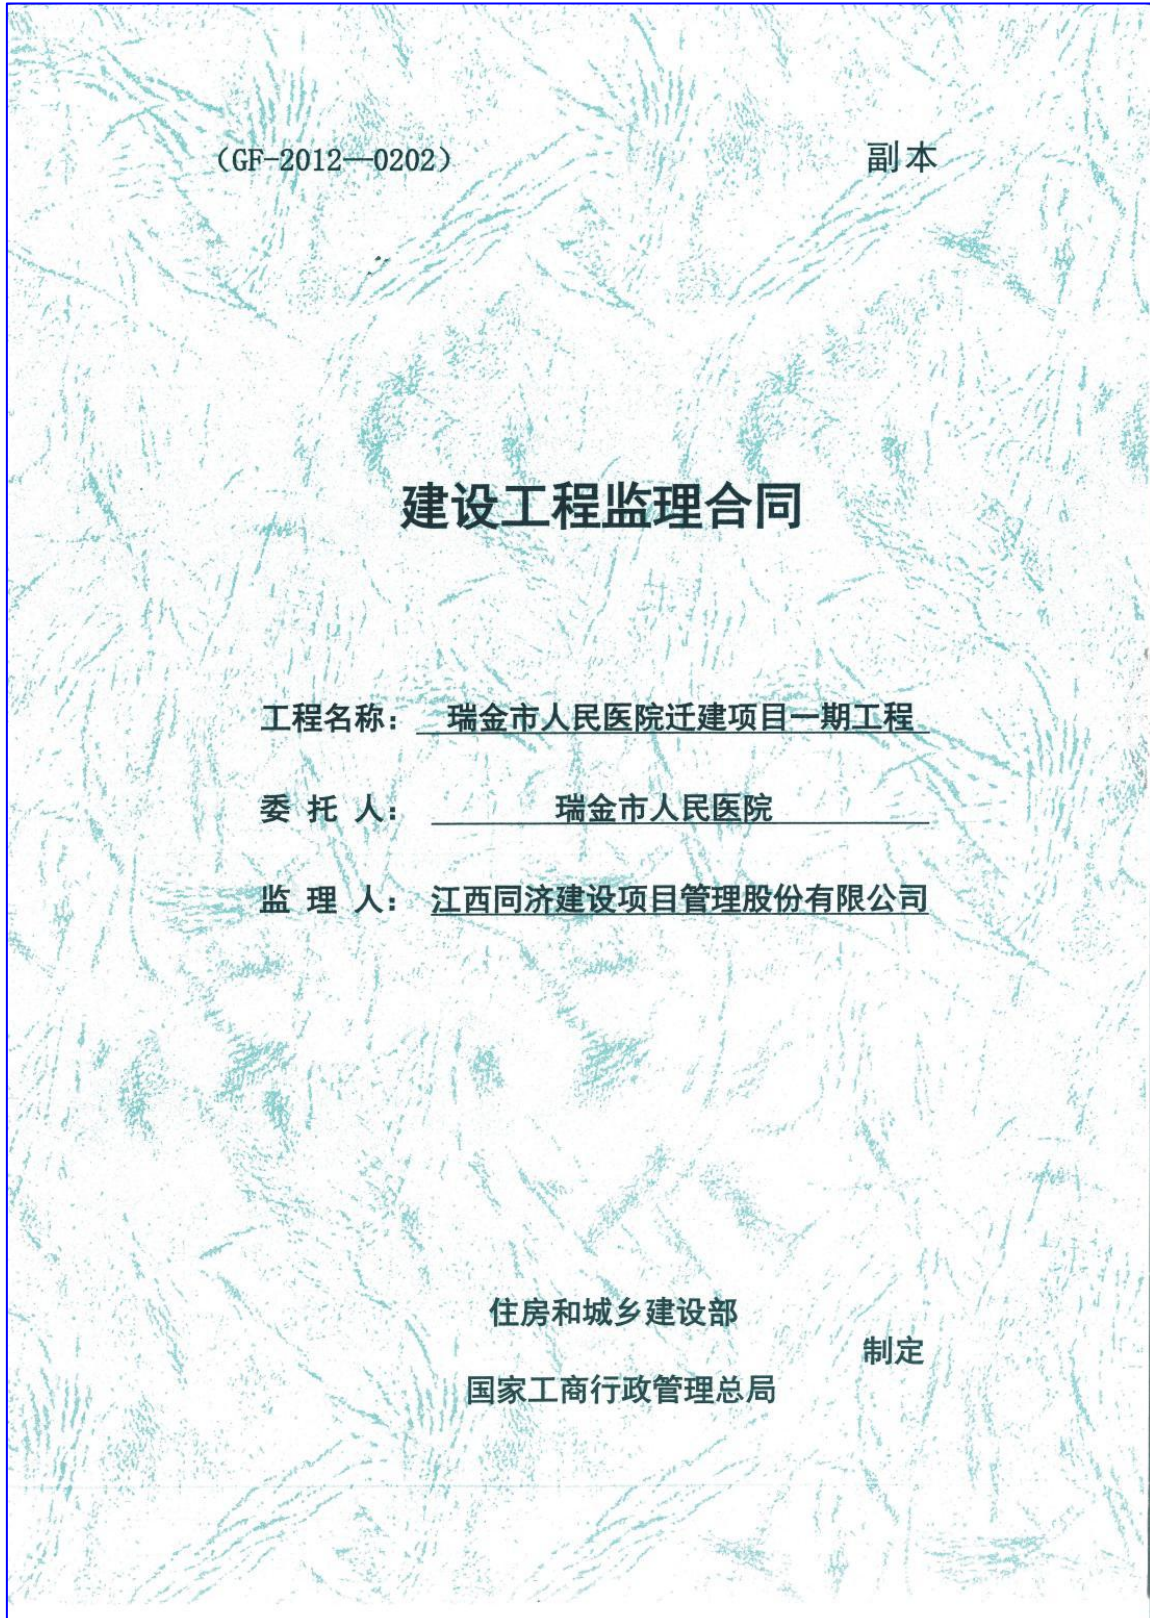 （GF-2012—0202） 副本
建设工程监理合同
工程名称： 瑞金市人民医院迁建项目一期工程
委 托 人： 瑞金市人民医院
监 理 人： 江西同济建设项目管理股份有限公司
住房和城乡建设部
制定
国家工商行政管理总局